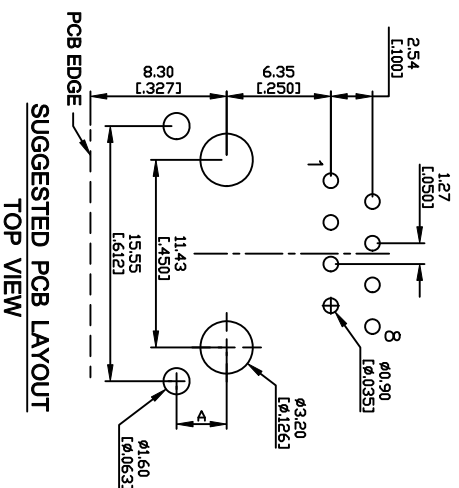 2.54
[.100]
1.27
[.050]
8.30
[.327]
6.35
[.250]
PCB EDGE
1
8
11.43
[.450]
15.55
[.612]
Ø0.90
[Ø.035]
Ø3.20
[Ø.126]
A
Ø1.60
[Ø.063]
SUGGESTED PCB LAYOUT
TOP VIEW